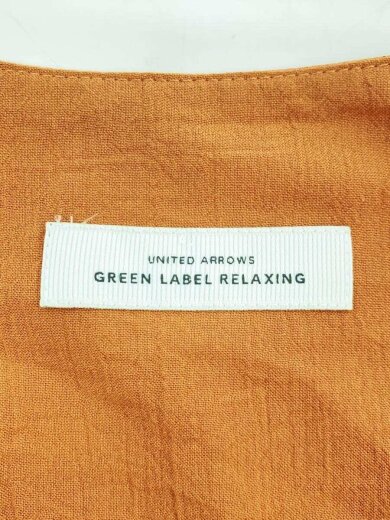 UNITED ARROWS
GREEN LABEL RELAXING